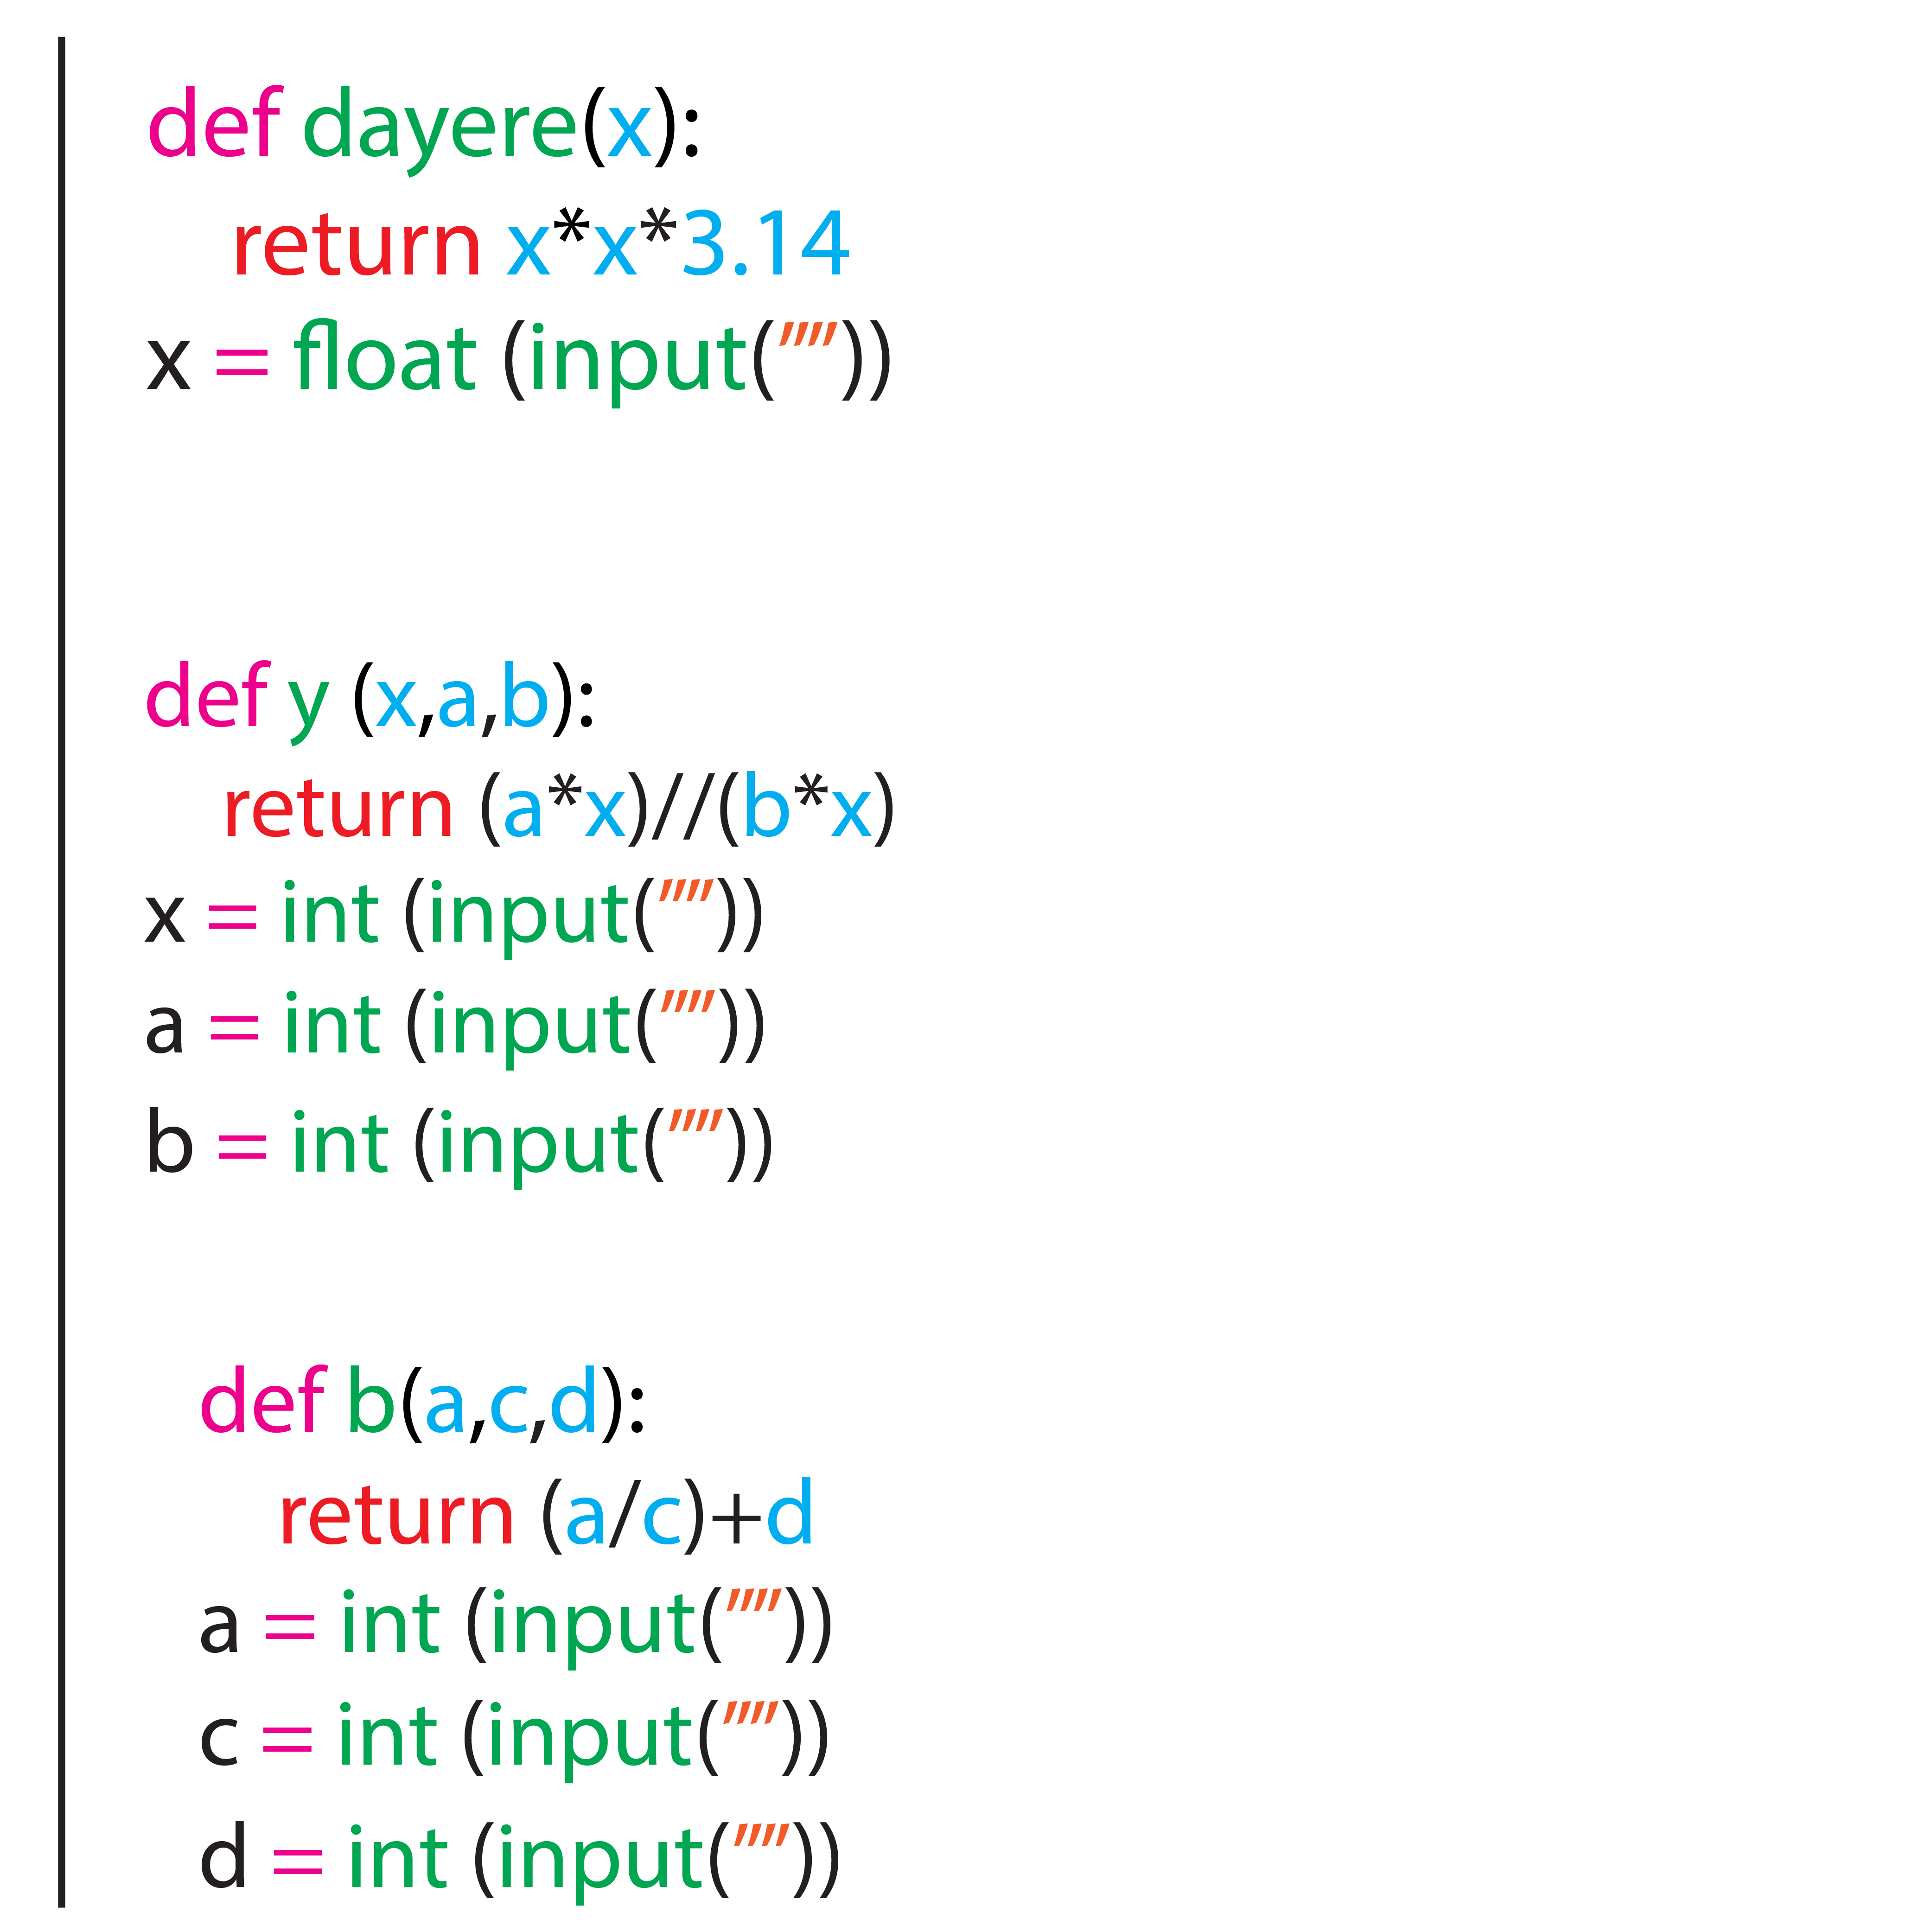 def dayere(x):
return x*x*3.14
x = float (input(""))
def y (x,a,b):
return (a*x)//(b*x)
x = int (input(""))
a = int (input(""))
b = int (input(""))
def b(a,c,d):
return (a/c)+d
a = int (input(""))
c = int (input(""))
d = int (input(""))